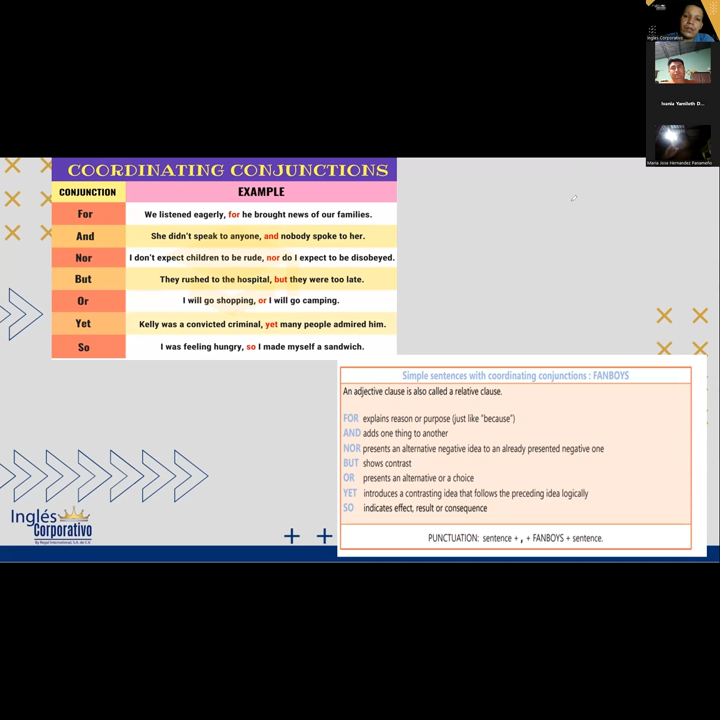 Inglés Corporativo
Ivania Yamileth D...
Maria Jose Hernandez Panameño
COORDINATING CONJUNCTIONS
CONJUNCTION EXAMPLE
For We listened eagerly, for he brought news of our families.
And She didn't speak to anyone, and nobody spoke to her.
Nor I don't expect children to be rude, nor do I expect to be disobeyed.
But They rushed to the hospital, but they were too late.
Or I will go shopping, or I will go camping.
Yet Kelly was a convicted criminal, yet many people admired him.
So I was feeling hungry, so I made myself a sandwich.
Simple sentences with coordinating conjunctions : FANBOYS
An adjective clause is also called a relative clause.
FOR explains reason or purpose (just like "because")
AND adds one thing to another
NOR presents an alternative negative idea to an already presented negative one
BUT shows contrast
OR presents an alternative or a choice
YET introduces a contrasting idea that follows the preceding idea logically
SO indicates effect, result or consequence
PUNCTUATION: sentence + , + FANBOYS + sentence.
Inglés
Corporativo
By Regal International, S.A. de C.V.